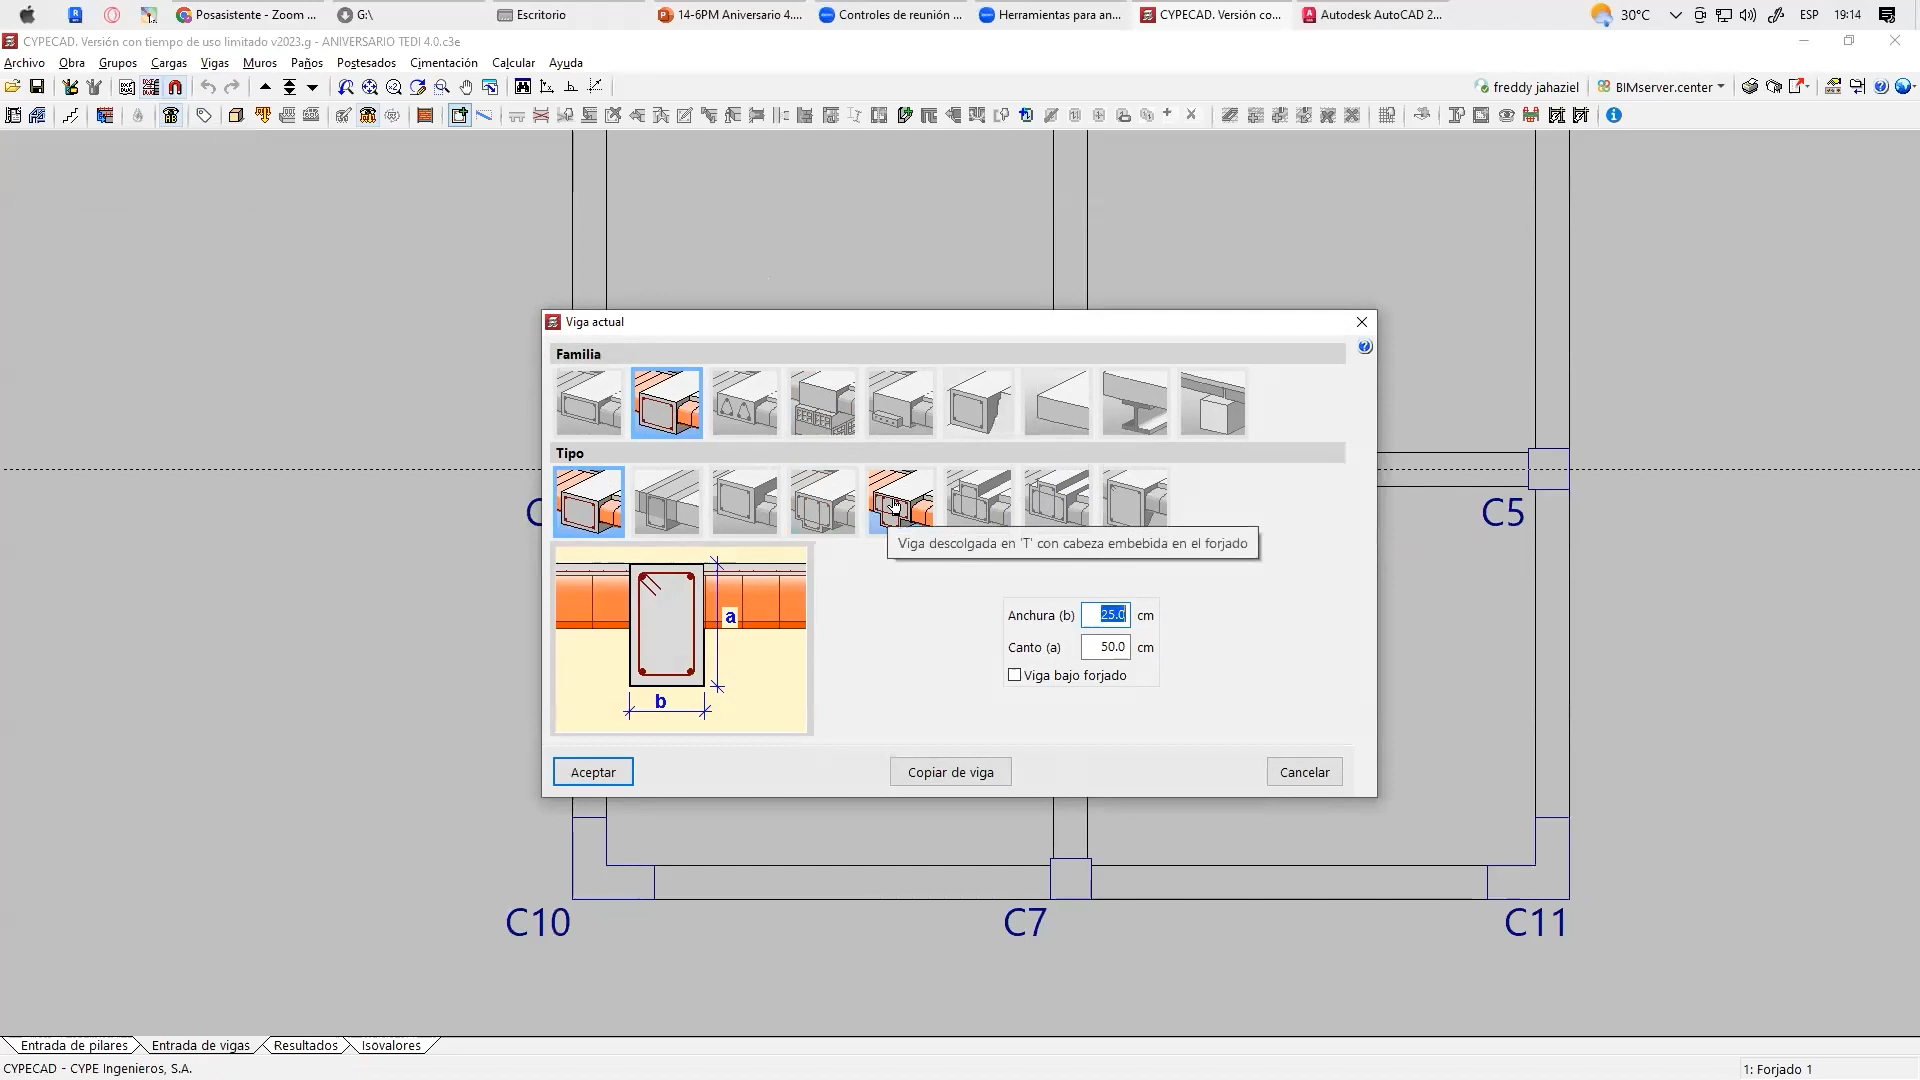 Posasistente - Zoom ...
G:\
Escritorio
14-6PM Aniversario 4....
Controles de reunión ...
Herramientas para an...
CYPECAD. Versión co...
Autodesk AutoCAD 2...
30°C
ESP
19:14
CYPECAD. Versión con tiempo de uso limitado v2023.g - ANIVERSARIO TEDI 4.0.c3e
Archivo Obra Grupos Cargas Vigas Muros Paños Postesados Cimentación Calcular Ayuda
freddy jahaziel
BIMserver.center
Viga actual
Familia
Tipo
Viga descolgada en 'T' con cabeza embebida en el forjado
a
b
Anchura (b) 25.0 cm
Canto (a) 50.0 cm
Viga bajo forjado
Aceptar
Copiar de viga
Cancelar
C
C5
C10
C7
C11
Entrada de pilares
Entrada de vigas
Resultados
Isovalores
CYPECAD - CYPE Ingenieros, S.A.
1: Forjado 1